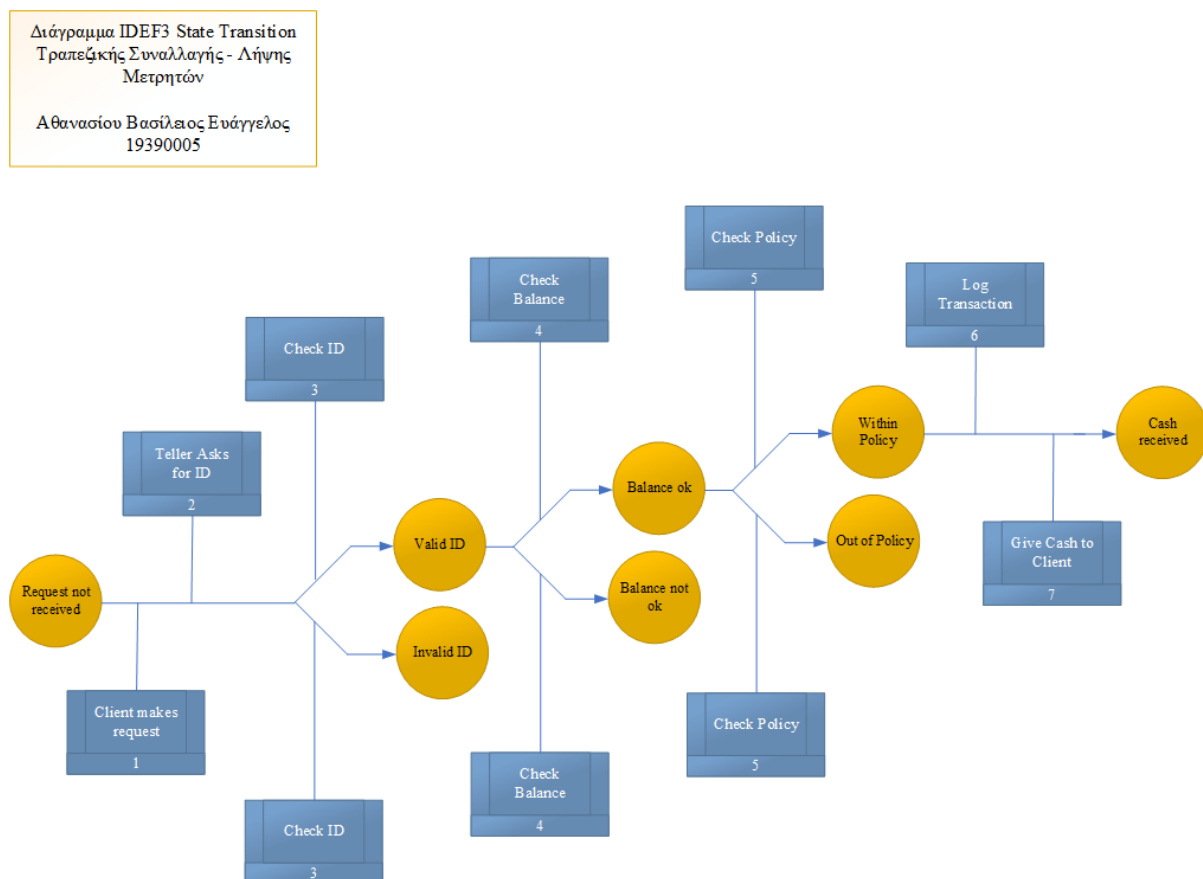 Διάγραμμα IDEF3 State Transition
Τραπεζικής Συναλλαγής - Λήψης
Μετρητών
Αθανασίου Βασίλειος Ευάγγελος
19390005
Check Policy
5
Check
Balance
4
Log
Transaction
6
Check ID
3
Teller Asks
for ID
2
Request not
received
Valid ID
Invalid ID
Balance ok
Balance not
ok
Within
Policy
Out of Policy
Cash
received
Give Cash to
Client
7
Client makes
request
1
Check Policy
5
Check
Balance
4
Check ID
3